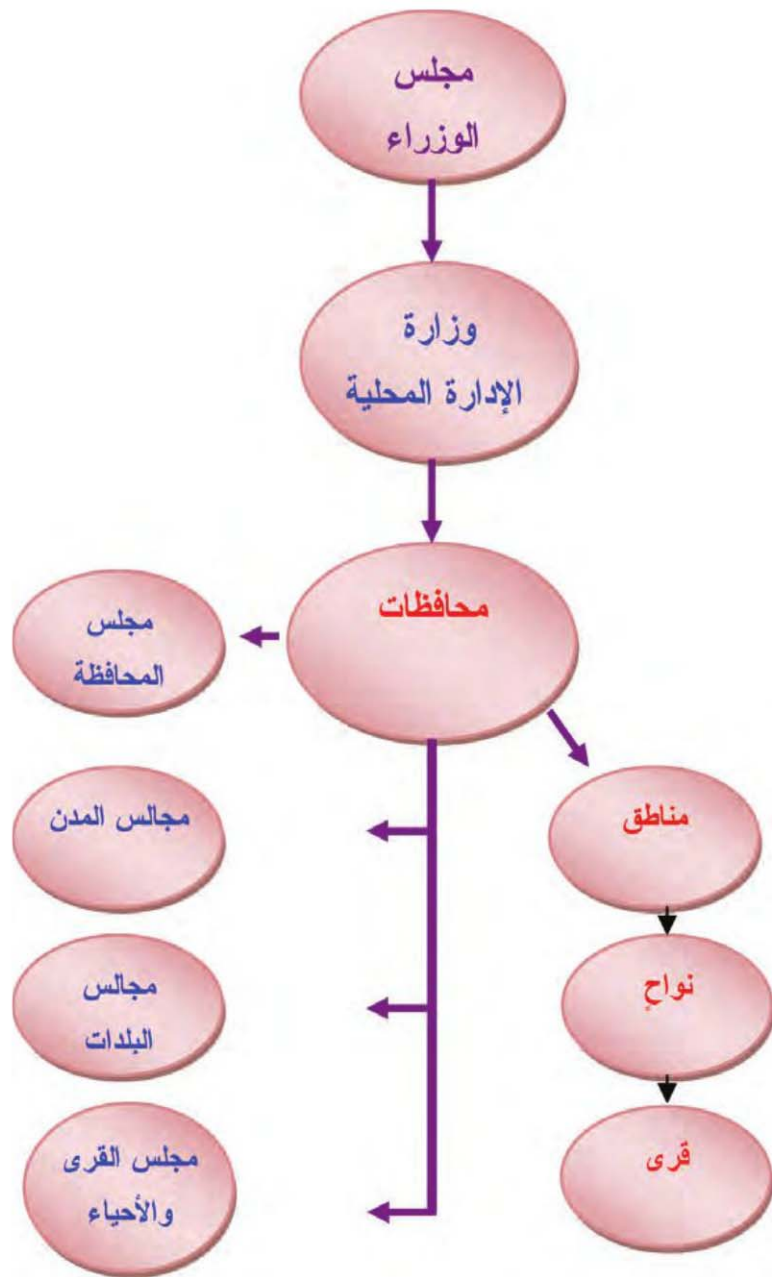 مجلس
الوزراء
وزارة
الإدارة المحلية
محافظات
مجلس
المحافظة
مجالس المدن
مناطق
مجالس
البلدات
نواحٍ
مجلس القرى
والأحياء
قرى